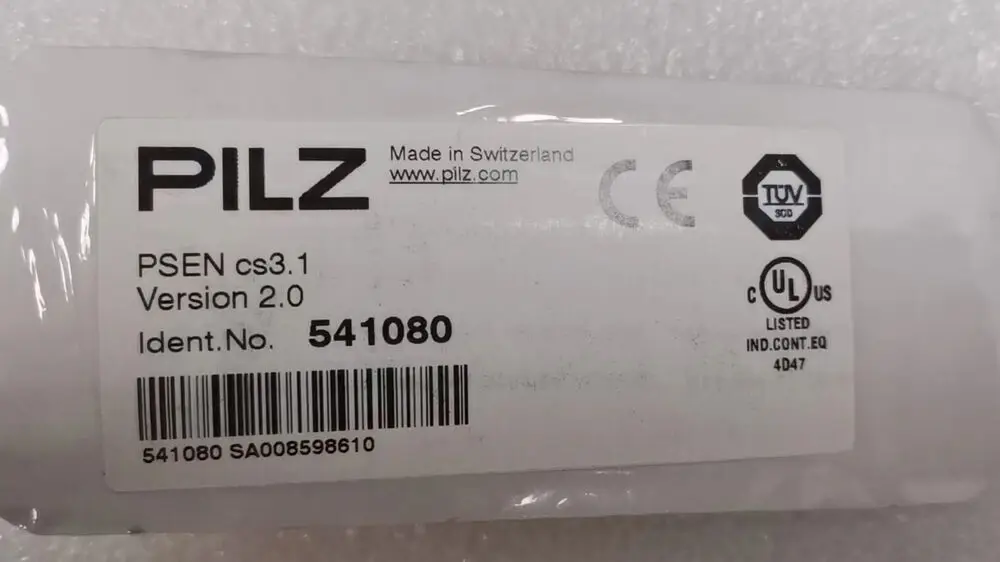 PILZ
Made in Switzerland
www.pilz.com
CE
TÜV
SÜD
PSEN cs3.1
Version 2.0
Ident.No. 541080
C UL US
LISTED
IND.CONT.EQ
4D47
541080 SA008598610